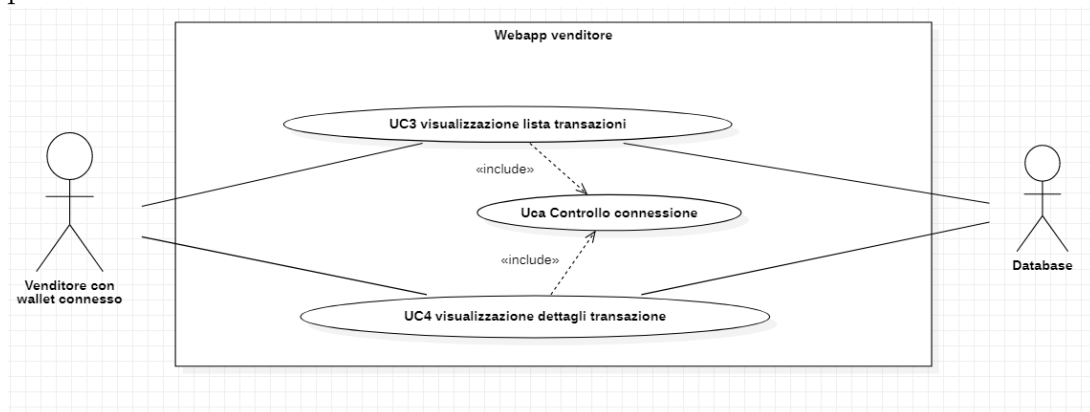 Webapp venditore
UC3 visualizzazione lista transazioni
«include»
Uca Controllo connessione
«include»
UC4 visualizzazione dettagli transazione
Venditore con
wallet connesso
Database